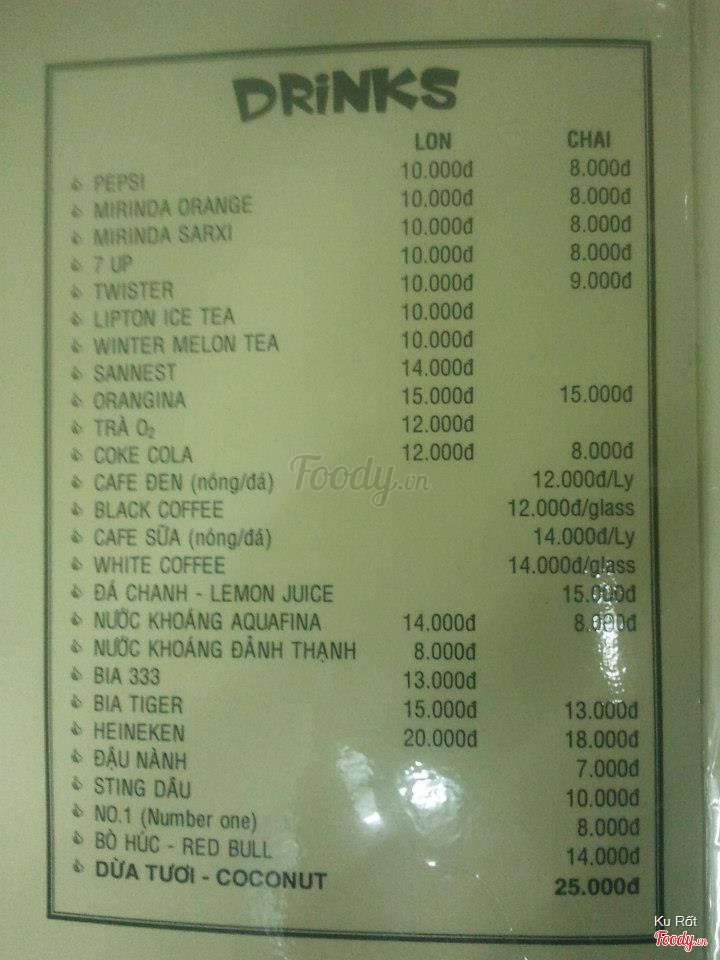 DRiNKS
LON CHAI
PEPSI 10.000đ 8.000đ
MIRINDA ORANGE 10.000đ 8.000đ
MIRINDA SARXI 10.000đ 8.000đ
7 UP 10.000đ 8.000đ
TWISTER 10.000đ 9.000đ
LIPTON ICE TEA 10.000đ
WINTER MELON TEA 10.000đ
SANNEST 14.000đ
ORANGINA 15.000đ 15.000đ
TRÀ O₂ 12.000đ
COKE COLA 12.000đ 8.000đ
CAFE ĐEN (nóng/đá) 12.000đ/Ly
BLACK COFFEE 12.000đ/glass
CAFE SỮA (nóng/đá) 14.000đ/Ly
WHITE COFFEE 14.000đ/glass
ĐÁ CHANH - LEMON JUICE 15.000đ
NƯỚC KHOÁNG AQUAFINA 14.000đ 8.000đ
NƯỚC KHOÁNG ĐẢNH THẠNH 8.000đ
BIA 333 13.000đ
BIA TIGER 15.000đ 13.000đ
HEINEKEN 20.000đ 18.000đ
ĐẬU NÀNH 7.000đ
STING DÂU 10.000đ
NO.1 (Number one) 8.000đ
BÒ HÚC - RED BULL 14.000đ
DỪA TƯƠI - COCONUT 25.000đ
Foody.vn
Ku Rốt
Foody.vn